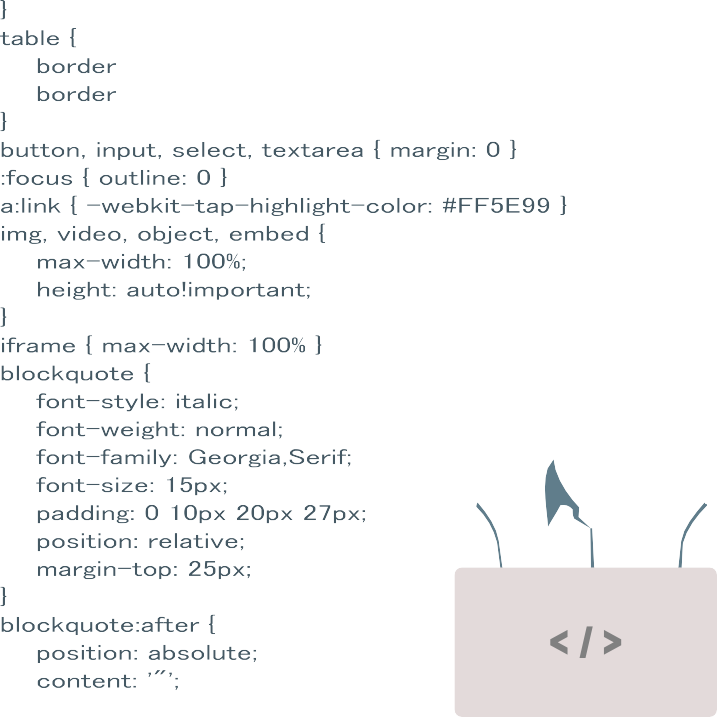 }
table {
border
border
}
button, input, select, textarea { margin: 0 }
:focus { outline: 0 }
a:link { -webkit-tap-highlight-color: #FF5E99 }
img, video, object, embed {
max-width: 100%;
height: auto!important;
}
iframe { max-width: 100% }
blockquote {
font-style: italic;
font-weight: normal;
font-family: Georgia,Serif;
font-size: 15px;
padding: 0 10px 20px 27px;
position: relative;
margin-top: 25px;
}
blockquote:after {
position: absolute;
content: '"';
</>